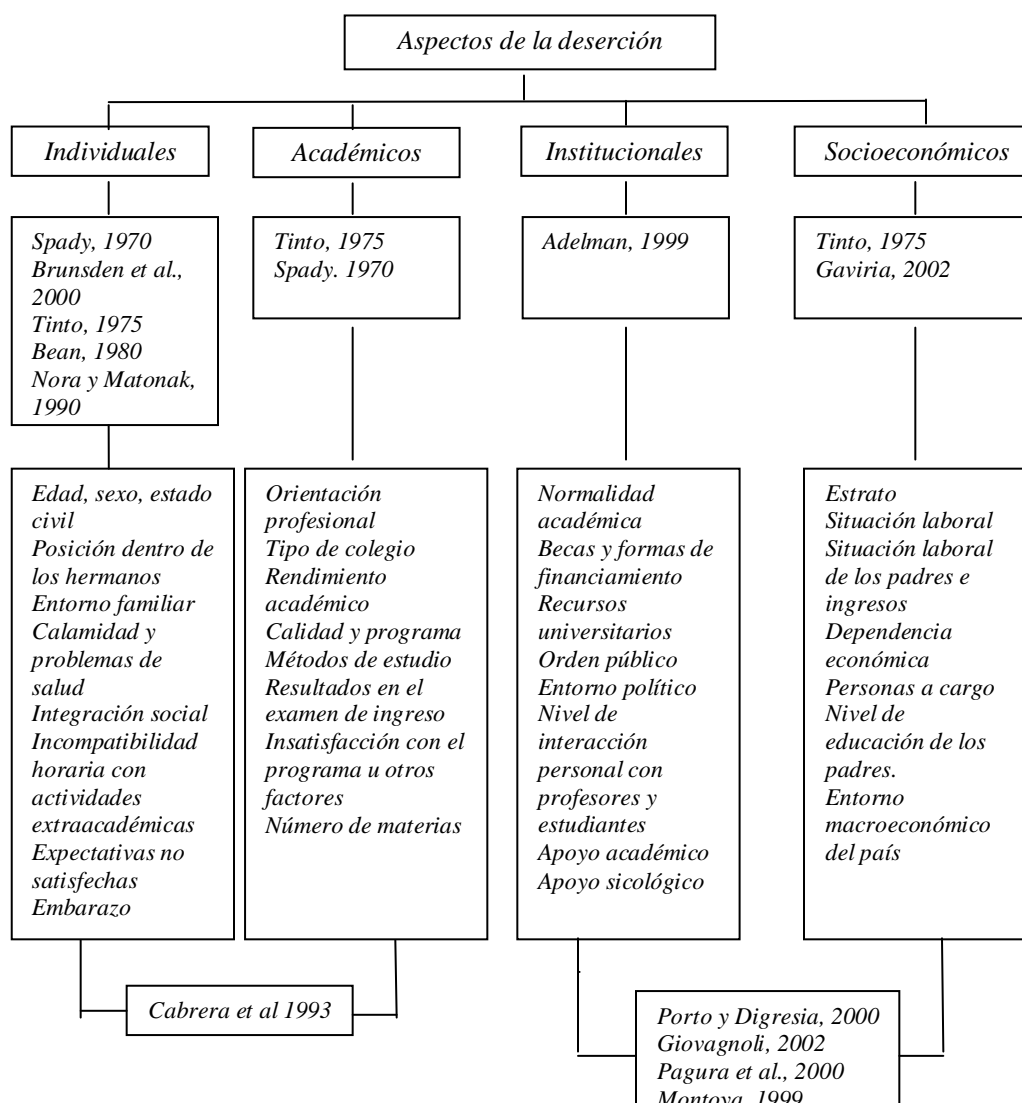 Aspectos de la deserción
Individuales
Académicos
Institucionales
Socioeconómicos
Spady, 1970
Brunsden et al.,
2000
Tinto, 1975
Bean, 1980
Nora y Matonak,
1990
Tinto, 1975
Spady. 1970
Adelman, 1999
Tinto, 1975
Gaviria, 2002
Edad, sexo, estado
civil
Posición dentro de
los hermanos
Entorno familiar
Calamidad y
problemas de
salud
Integración social
Incompatibilidad
horaria con
actividades
extraacadémicas
Expectativas no
satisfechas
Embarazo
Orientación
profesional
Tipo de colegio
Rendimiento
académico
Calidad y programa
Métodos de estudio
Resultados en el
examen de ingreso
Insatisfacción con el
programa u otros
factores
Número de materias
Normalidad
académica
Becas y formas de
financiamiento
Recursos
universitarios
Orden público
Entorno político
Nivel de
interacción
personal con
profesores y
estudiantes
Apoyo académico
Apoyo sicológico
Estrato
Situación laboral
Situación laboral
de los padres e
ingresos
Dependencia
económica
Personas a cargo
Nivel de
educación de los
padres.
Entorno
macroeconómico
del país
Cabrera et al 1993
Porto y Digresia, 2000
Giovagnoli, 2002
Pagura et al., 2000
Montoya, 1999